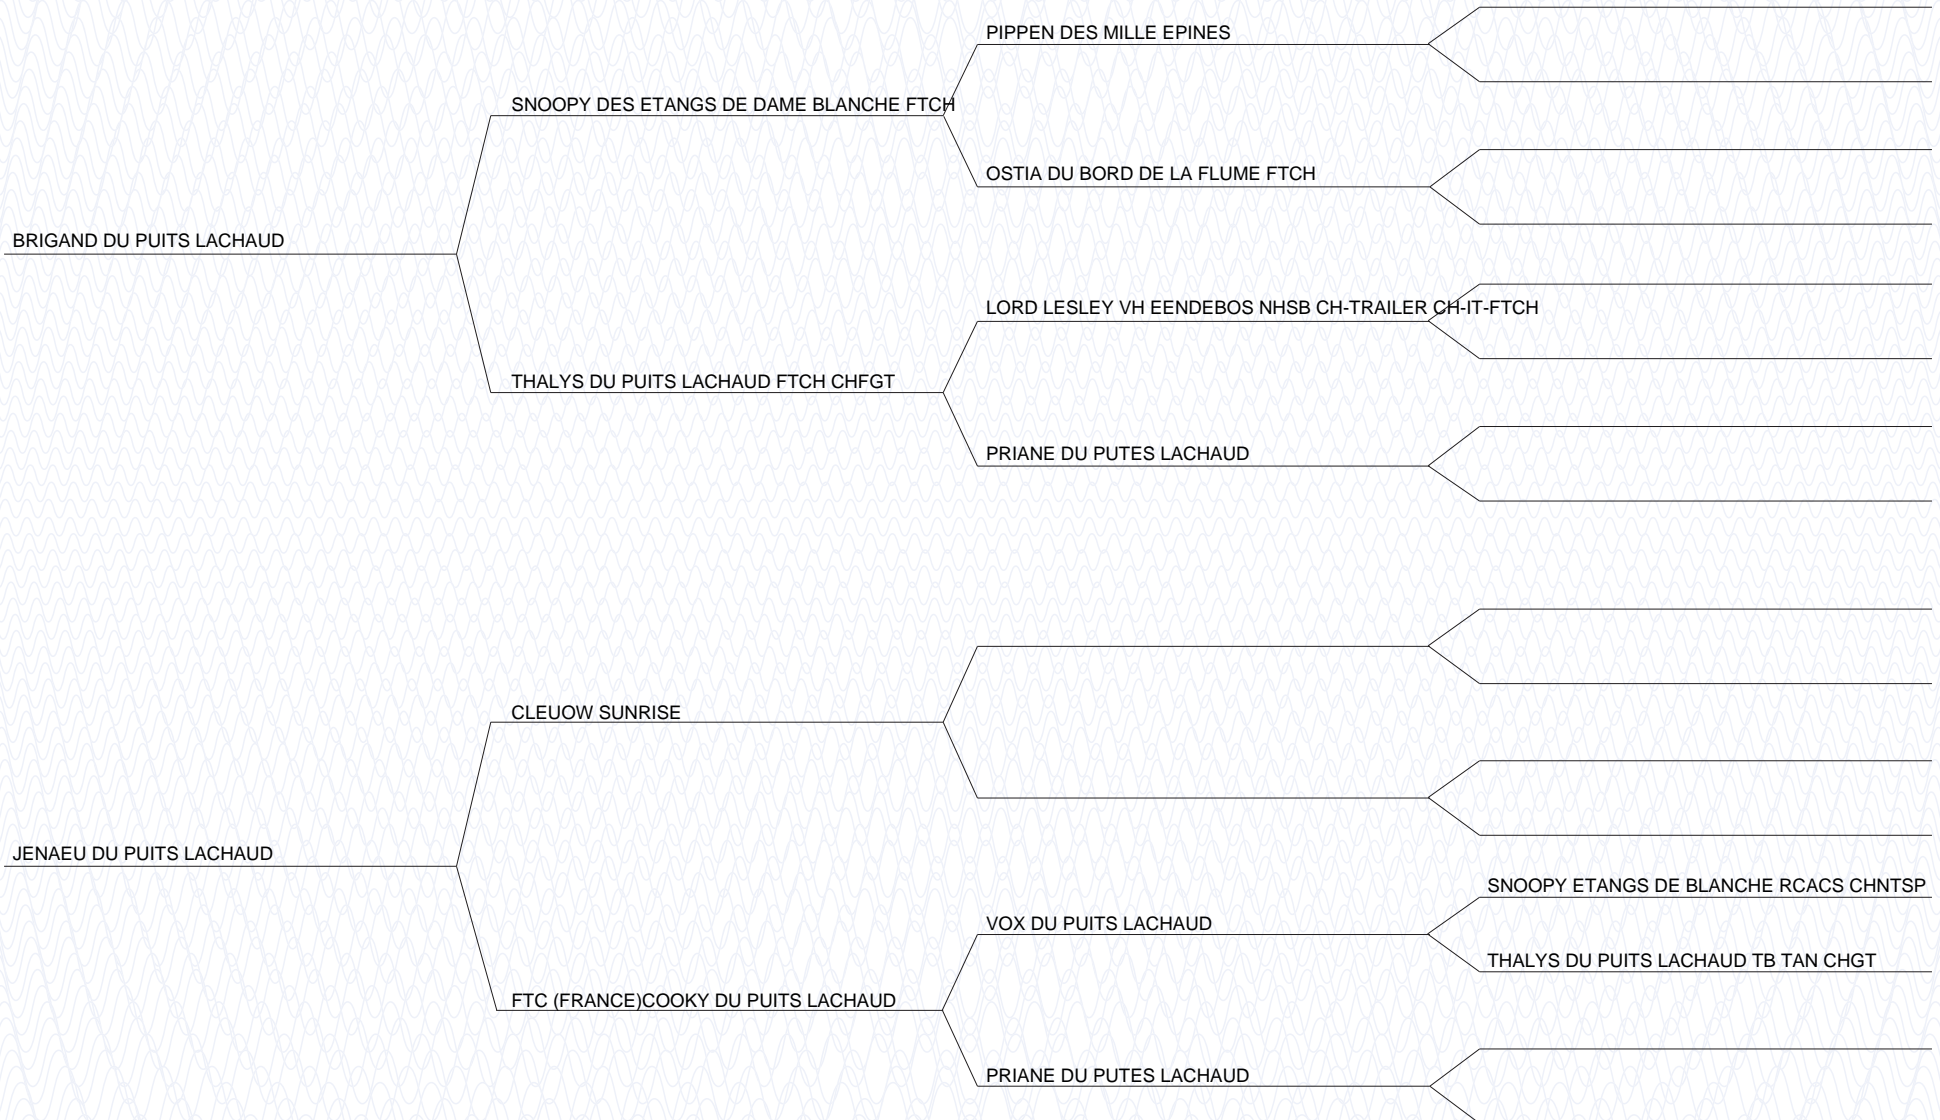 PIPPEN DES MILLE EPINES
SNOOPY DES ETANGS DE DAME BLANCHE FTCH
OSTIA DU BORD DE LA FLUME FTCH
BRIGAND DU PUITS LACHAUD
LORD LESLEY VH EENDEBOS NHSB CH-TRAILER CH-IT-FTCH
THALYS DU PUITS LACHAUD FTCH CHFGT
PRIANE DU PUTES LACHAUD
CLEUOW SUNRISE
JENAEU DU PUITS LACHAUD
SNOOPY ETANGS DE BLANCHE RCACS CHNTSP
VOX DU PUITS LACHAUD
THALYS DU PUITS LACHAUD TB TAN CHGT
FTC (FRANCE)COOKY DU PUITS LACHAUD
PRIANE DU PUTES LACHAUD